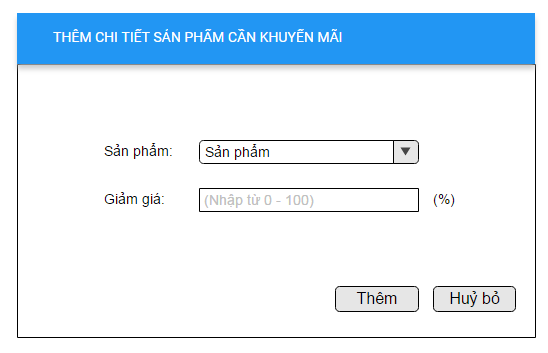 THÊM CHI TIẾT SẢN PHẨM CẦN KHUYẾN MÃI
Sản phẩm: Sản phẩm
Giảm giá: (Nhập từ 0 - 100) (%)
Thêm Huỷ bỏ